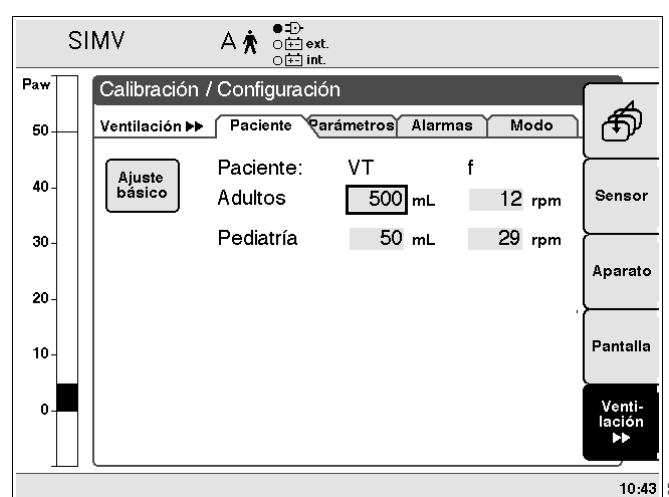 SIMV A ext.
int.
Paw
Calibración / Configuración
Ventilación Paciente Parámetros Alarmas Modo
Ajuste
básico
Paciente: VT f
Adultos 500 mL 12 rpm
Pediatría 50 mL 29 rpm
50
40
30
20
10
0
Sensor
Aparato
Pantalla
Venti-
lación
10:43